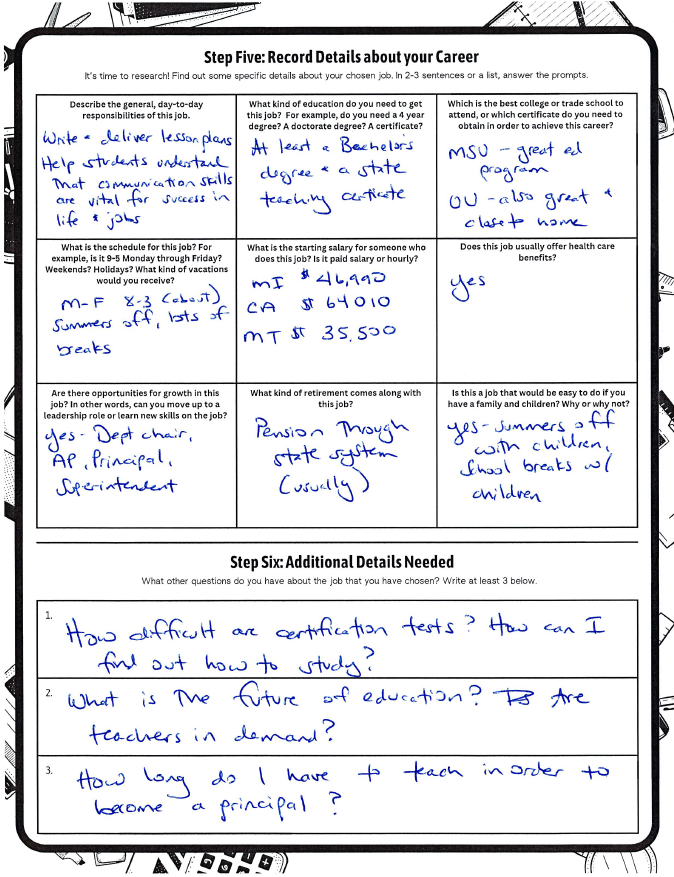 Step Five: Record Details about your Career
It's time to research! Find out some specific details about your chosen job. In 2-3 sentences or a list, answer the prompts.
Describe the general, day-to-day
responsibilities of this job.
Write + deliver lesson plans
Help students understand
That communication skills
are vital for success in
life + jobs
What kind of education do you need to get
this job? For example, do you need a 4 year
degree? A doctorate degree? A certificate?
At least a Bachelors
degree + a state
teaching certicate
Which is the best college or trade school to
attend, or which certificate do you need to
obtain in order to achieve this career?
MSU - great ed
program
OU - also great +
close to home
What is the schedule for this job? For
example, is it 9-5 Monday through Friday?
Weekends? Holidays? What kind of vacations
would you receive?
M-F 8-3 (about)
Summers off, lots of
breaks
What is the starting salary for someone who
does this job? Is it paid salary or hourly?
MI $46,990
CA $64010
MT $35,500
Does this job usually offer health care
benefits?
yes
Are there opportunities for growth in this
job? In other words, can you move up to a
leadership role or learn new skills on the job?
yes - Dept chair,
AP, Principal,
Superintendent
What kind of retirement comes along with
this job?
Pension Through
state system
(usually)
Is this a job that would be easy to do if you
have a family and children? Why or why not?
yes - summers off
with children,
School breaks w/
children
Step Six: Additional Details Needed
What other questions do you have about the job that you have chosen? Write at least 3 below.
1. How difficult are certification tests? How can I
find out how to study?
2. What is The future of education? Are
teachers in demand?
3. How long do I have to teach in order to
become a principal?